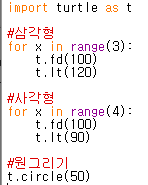 import turtle as t
#삼각형
for x in range(3):
    t.fd(100)
    t.lt(120)
#사각형
for x in range(4):
    t.fd(100)
    t.lt(90)
#원그리기
t.circle(50)